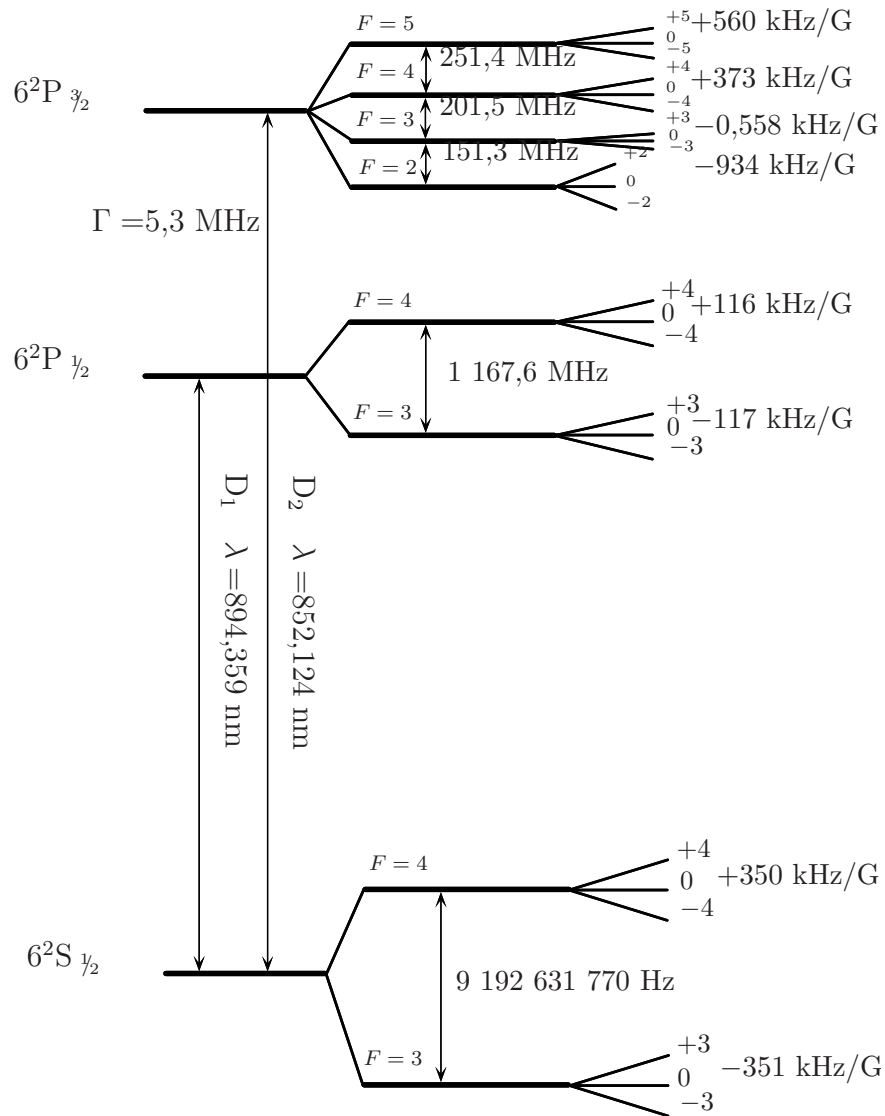 F = 5
+5
0
−5
+560 kHz/G
251,4 MHz
6²P 3/2
F = 4
+4
0
−4
+373 kHz/G
201,5 MHz
F = 3
+3
0
−3
−0,558 kHz/G
151,3 MHz
F = 2
+2
0
−2
−934 kHz/G
Γ =5,3 MHz
F = 4
+4
0
−4
+116 kHz/G
6²P 1/2
1 167,6 MHz
F = 3
+3
0
−3
−117 kHz/G
D₁ λ =894,359 nm
D₂ λ =852,124 nm
F = 4
+4
0
−4
+350 kHz/G
6²S 1/2
9 192 631 770 Hz
F = 3
+3
0
−3
−351 kHz/G